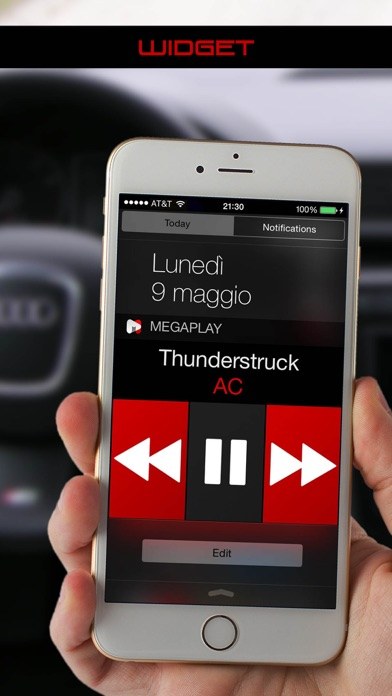 WIDGET
AT&T 21:30 100%
Today Notifications
Lunedì
9 maggio
MEGAPLAY
Thunderstruck
AC
Edit